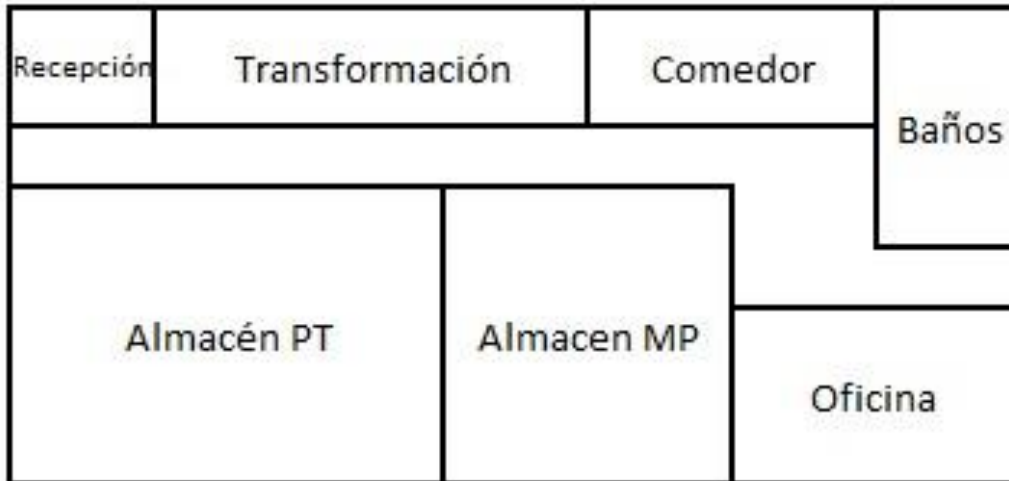 Recepción
Transformación
Comedor
Baños
Almacén PT
Almacen MP
Oficina